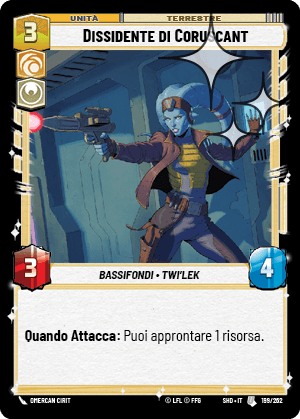 UNITÀ
TERRESTRE
3
DISSIDENTE DI CORUSCANT
3
4
BASSIFONDI • TWI'LEK
Quando Attacca: Puoi approntare 1 risorsa.
OMERCAN CIRIT
© LFL © FFG
SHD • IT
199/262